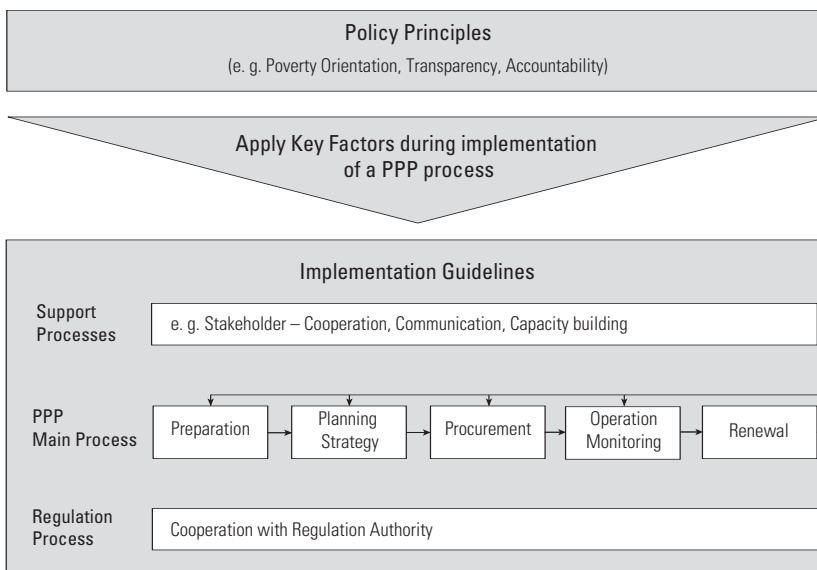 Policy Principles
(e. g. Poverty Orientation, Transparency, Accountability)
Apply Key Factors during implementation
of a PPP process
Implementation Guidelines
Support
Processes
e. g. Stakeholder – Cooperation, Communication, Capacity building
PPP
Main Process
Preparation
Planning
Strategy
Procurement
Operation
Monitoring
Renewal
Regulation
Process
Cooperation with Regulation Authority